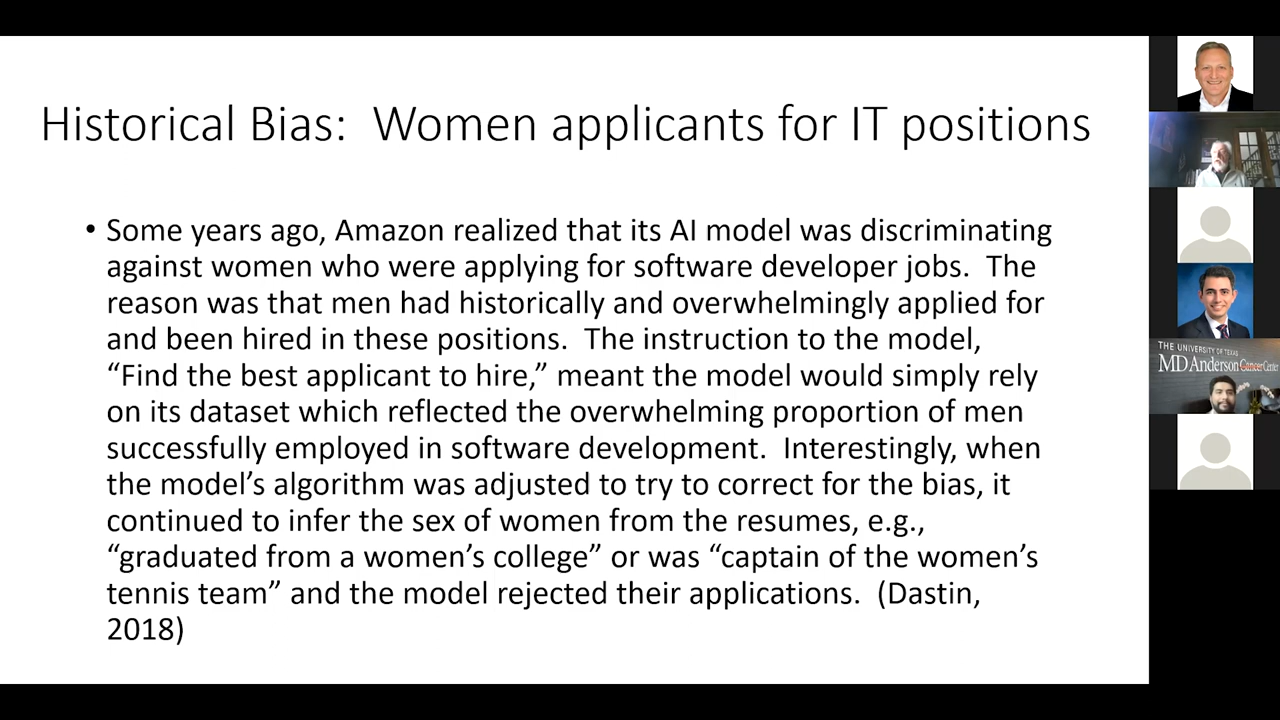 Historical Bias:  Women applicants for IT positions
• Some years ago, Amazon realized that its AI model was discriminating
against women who were applying for software developer jobs.  The
reason was that men had historically and overwhelmingly applied for
and been hired in these positions.  The instruction to the model,
“Find the best applicant to hire,” meant the model would simply rely
on its dataset which reflected the overwhelming proportion of men
successfully employed in software development.  Interestingly, when
the model’s algorithm was adjusted to try to correct for the bias, it
continued to infer the sex of women from the resumes, e.g.,
“graduated from a women’s college” or was “captain of the women’s
tennis team” and the model rejected their applications.  (Dastin,
2018)
THE UNIVERSITY OF TEXAS
MD Anderson Cancer Center